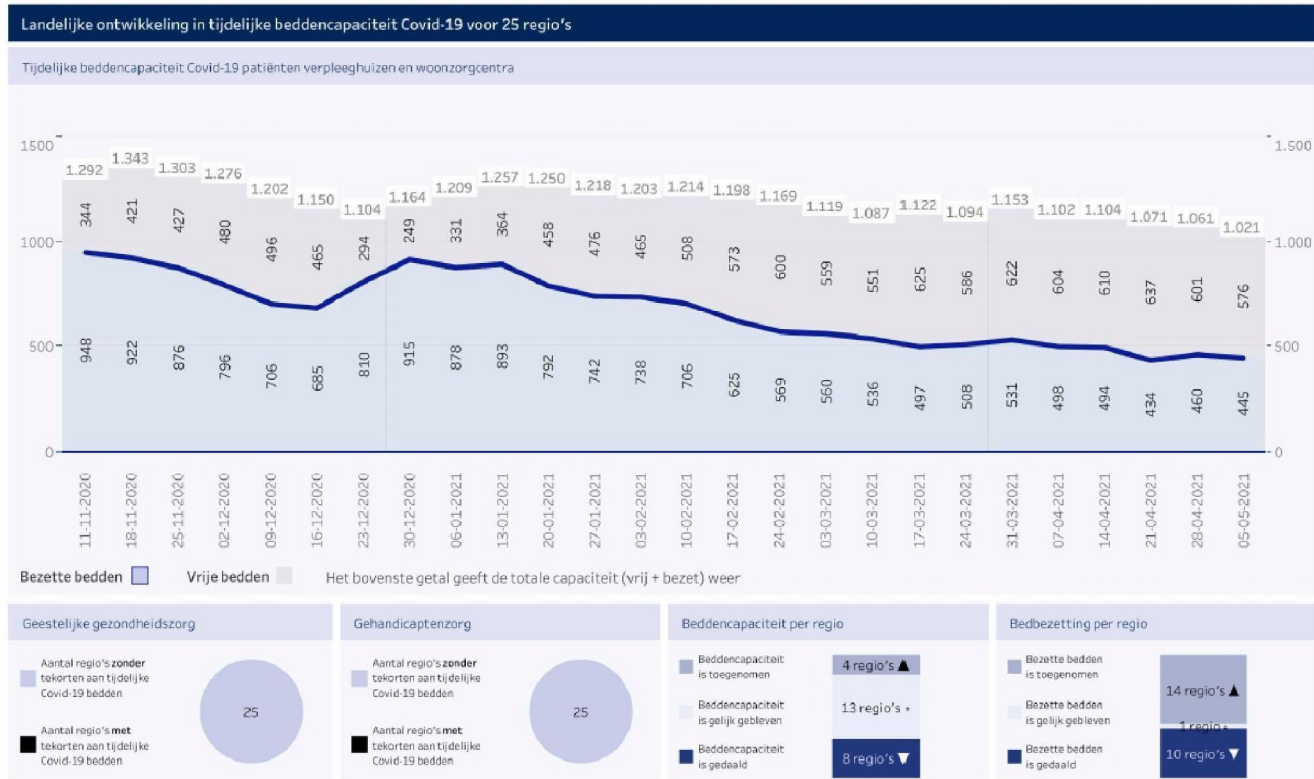 Landelijke ontwikkeling in tijdelijke beddencapaciteit Covid-19 voor 25 regio's
Tijdelijke beddencapaciteit Covid-19 patiënten verpleeghuizen en woonzorgcentra
1500 1.500
1.292 1.343 1.303 1.276 1.202 1.150 1.104 1.164 1.209 1.257 1.250 1.218 1.203 1.214 1.198 1.169 1.119 1.087 1.122 1.094 1.153 1.102 1.104 1.071 1.061 1.021
344 421 427 480 496 465 294 249 331 364 458 476 465 508 573 600 559 551 625 586 622 604 610 637 601 576
1000 1.000
500 500
948 922 876 796 706 685 810 915 878 893 792 742 738 706 625 569 560 536 497 508 531 498 494 434 460 445
0 0
11-11-2020 18-11-2020 25-11-2020 02-12-2020 09-12-2020 16-12-2020 23-12-2020 30-12-2020 06-01-2021 13-01-2021 20-01-2021 27-01-2021 03-02-2021 10-02-2021 17-02-2021 24-02-2021 03-03-2021 10-03-2021 17-03-2021 24-03-2021 31-03-2021 07-04-2021 14-04-2021 21-04-2021 28-04-2021 05-05-2021
Bezette bedden Vrije bedden Het bovenste getal geeft de totale capaciteit (vrij + bezet) weer
Geestelijke gezondheidszorg
Aantal regio's zonder
tekorten aan tijdelijke
Covid-19 bedden
25
Aantal regio's met
tekorten aan tijdelijke
Covid-19 bedden
Gehandicaptenzorg
Aantal regio's zonder
tekorten aan tijdelijke
Covid-19 bedden
25
Aantal regio's met
tekorten aan tijdelijke
Covid-19 bedden
Beddencapaciteit per regio
Beddencapaciteit
is toegenomen
4 regio's ▲
Beddencapaciteit
is gelijk gebleven
13 regio's •
Beddencapaciteit
is gedaald
8 regio's ▼
Bedbezetting per regio
Bezette bedden
is toegenomen
14 regio's ▲
Bezette bedden
is gelijk gebleven
1 regio •
Bezette bedden
is gedaald
10 regio's ▼